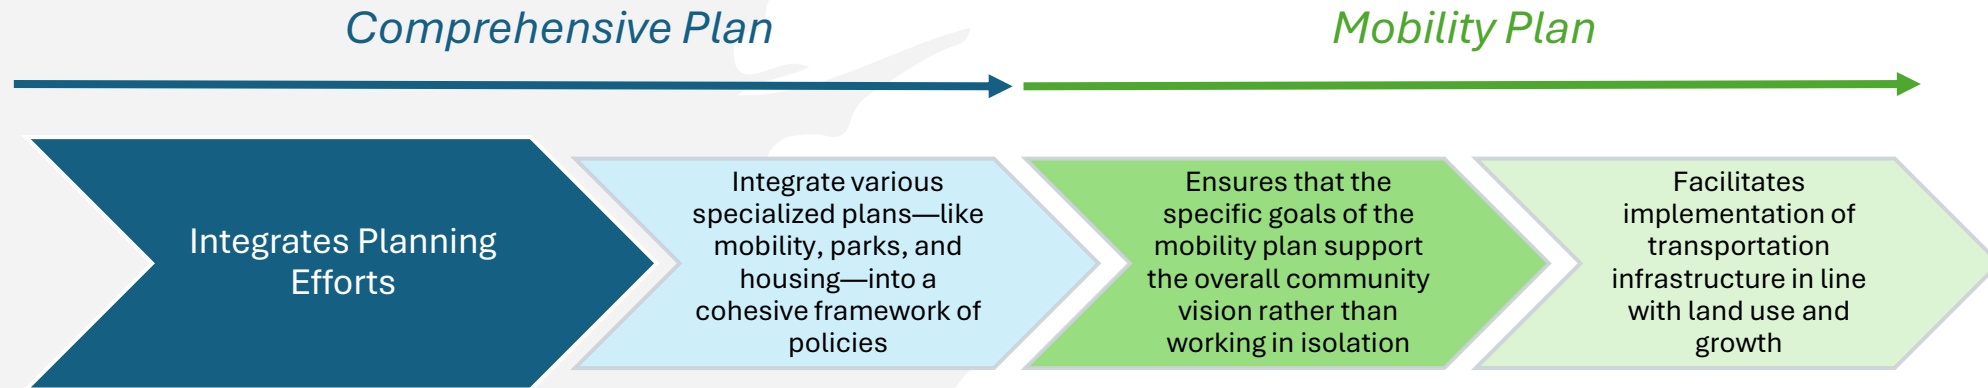 Comprehensive Plan
Mobility Plan
Integrates Planning
Efforts
Integrate various
specialized plans—like
mobility, parks, and
housing—into a
cohesive framework of
policies
Ensures that the
specific goals of the
mobility plan support
the overall community
vision rather than
working in isolation
Facilitates
implementation of
transportation
infrastructure in line
with land use and
growth